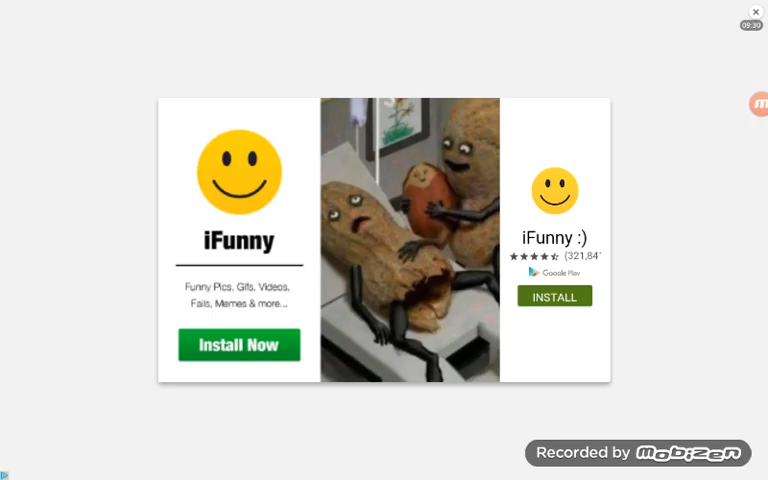 09:30
iFunny
Funny Pics, Gifs, Videos,
Fails, Memes & more...
Install Now
iFunny :)
(321,84
Google Play
INSTALL
Recorded by mobizen